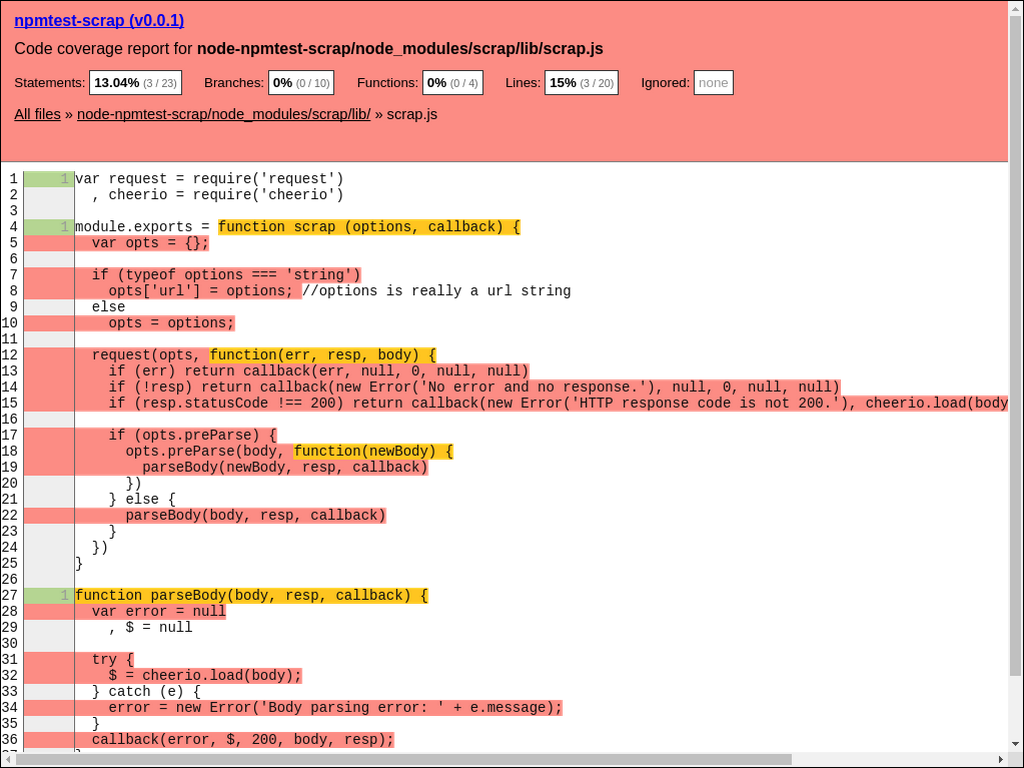 npmtest-scrap (v0.0.1)
Code coverage report for node-npmtest-scrap/node_modules/scrap/lib/scrap.js
Statements: 13.04% (3 / 23) Branches: 0% (0 / 10) Functions: 0% (0 / 4) Lines: 15% (3 / 20) Ignored: none
All files » node-npmtest-scrap/node_modules/scrap/lib/ » scrap.js
1 1 var request = require('request')
2 , cheerio = require('cheerio')
3
4 1 module.exports = function scrap (options, callback) {
5 var opts = {};
6
7 if (typeof options === 'string')
8 opts['url'] = options; //options is really a url string
9 else
10 opts = options;
11
12 request(opts, function(err, resp, body) {
13 if (err) return callback(err, null, 0, null, null)
14 if (!resp) return callback(new Error('No error and no response.'), null, 0, null, null)
15 if (resp.statusCode !== 200) return callback(new Error('HTTP response code is not 200.'), cheerio.load(body
16
17 if (opts.preParse) {
18 opts.preParse(body, function(newBody) {
19 parseBody(newBody, resp, callback)
20 })
21 } else {
22 parseBody(body, resp, callback)
23 }
24 })
25 }
26
27 1 function parseBody(body, resp, callback) {
28 var error = null
29 , $ = null
30
31 try {
32 $ = cheerio.load(body);
33 } catch (e) {
34 error = new Error('Body parsing error: ' + e.message);
35 }
36 callback(error, $, 200, body, resp);